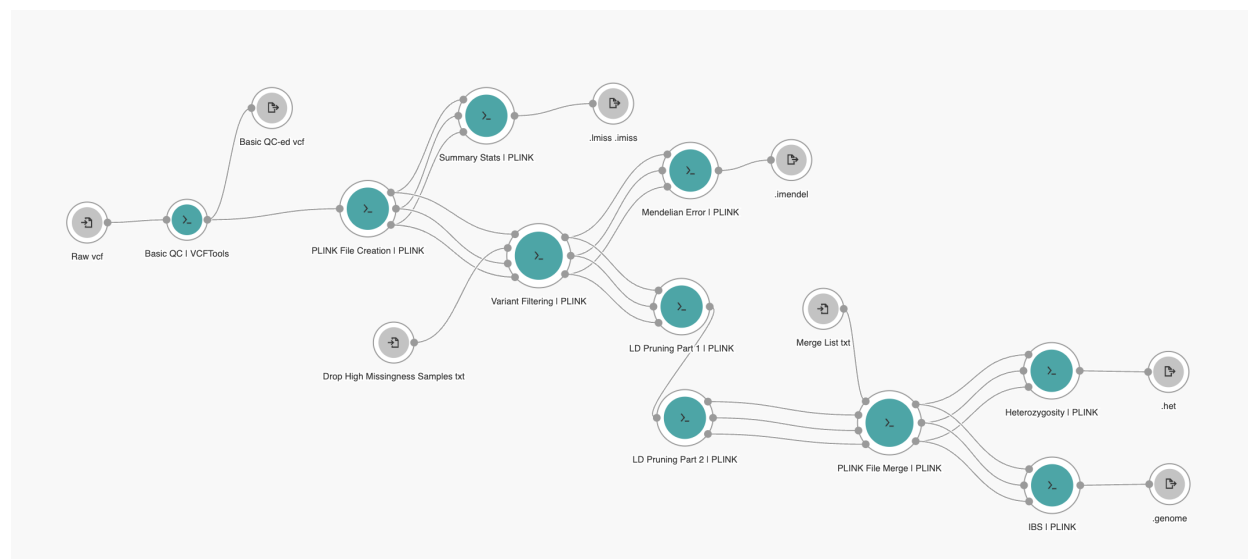 Basic QC-ed vcf
.lmiss .imiss
Summary Stats | PLINK
.imendel
Mendelian Error | PLINK
Raw vcf
Basic QC | VCFTools
PLINK File Creation | PLINK
Variant Filtering | PLINK
LD Pruning Part 1 | PLINK
Merge List txt
Drop High Missingness Samples txt
Heterozygosity | PLINK
.het
LD Pruning Part 2 | PLINK
PLINK File Merge | PLINK
.genome
IBS | PLINK